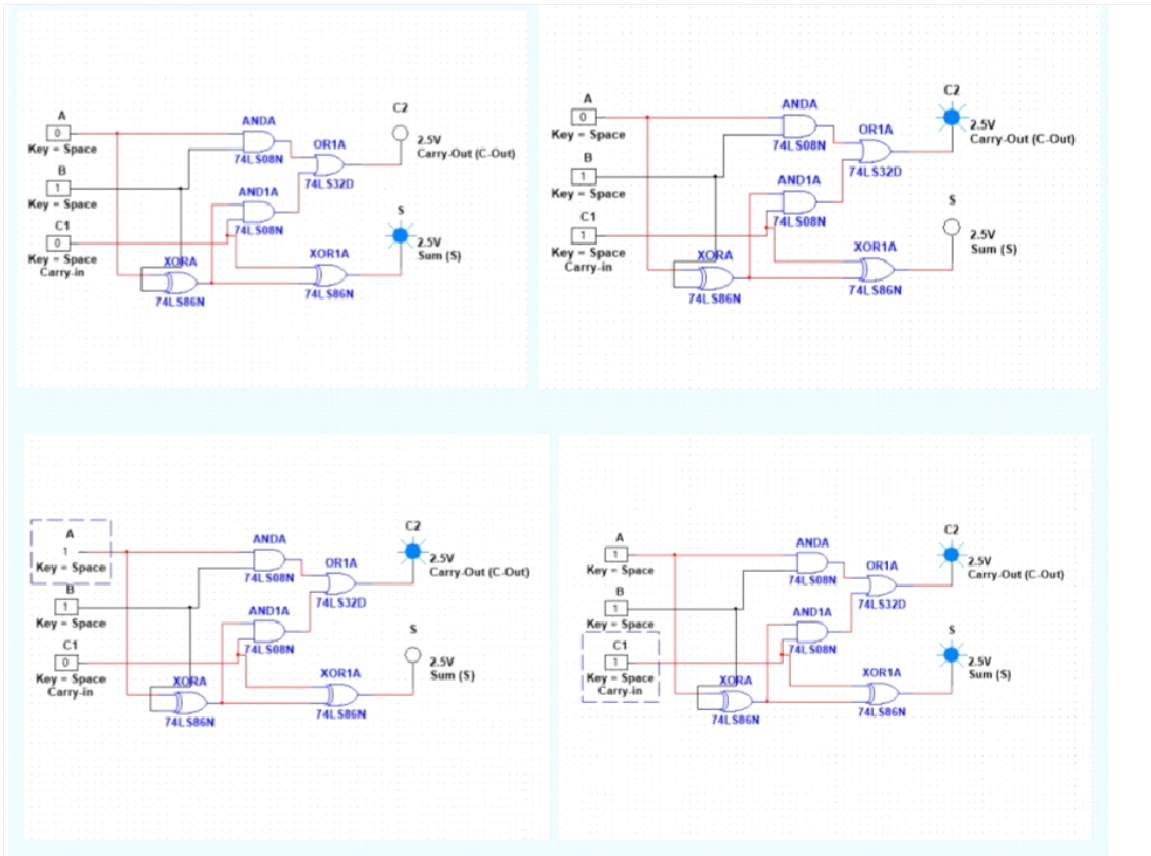 A
0
Key = Space
B
1
Key = Space
C1
0
Key = Space
Carry-in
ANDA
74LS08N
AND1A
74LS08N
XORA
74LS86N
OR1A
74LS32D
XOR1A
74LS86N
C2
2.5V
Carry-Out (C-Out)
S
2.5V
Sum (S)
A
0
Key = Space
B
1
Key = Space
C1
1
Key = Space
Carry-in
ANDA
74LS08N
AND1A
74LS08N
XORA
74LS86N
OR1A
74LS32D
XOR1A
74LS86N
C2
2.5V
Carry-Out (C-Out)
S
2.5V
Sum (S)
A
1
Key = Space
B
1
Key = Space
C1
0
Key = Space
Carry-in
ANDA
74LS08N
AND1A
74LS08N
XORA
74LS86N
OR1A
74LS32D
XOR1A
74LS86N
C2
2.5V
Carry-Out (C-Out)
S
2.5V
Sum (S)
A
1
Key = Space
B
1
Key = Space
C1
1
Key = Space
Carry-in
ANDA
74LS08N
AND1A
74LS08N
XORA
74LS86N
OR1A
74LS32D
XOR1A
74LS86N
C2
2.5V
Carry-Out (C-Out)
S
2.5V
Sum (S)